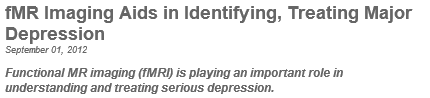 fMR Imaging Aids in Identifying, Treating Major
Depression
September 01, 2012
Functional MR imaging (fMRI) is playing an important role in
understanding and treating serious depression.